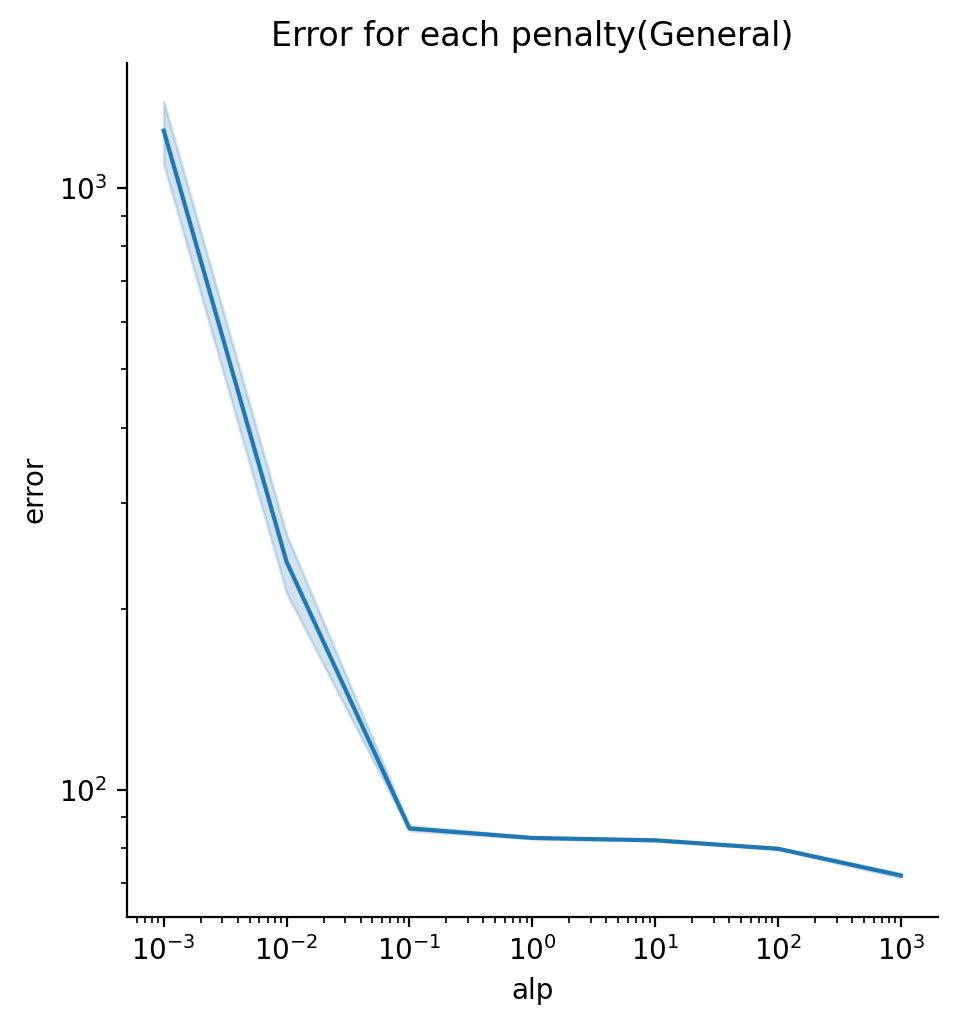 Error for each penalty(General)
10³
10²
error
10⁻³ 10⁻² 10⁻¹ 10⁰ 10¹ 10² 10³
alp